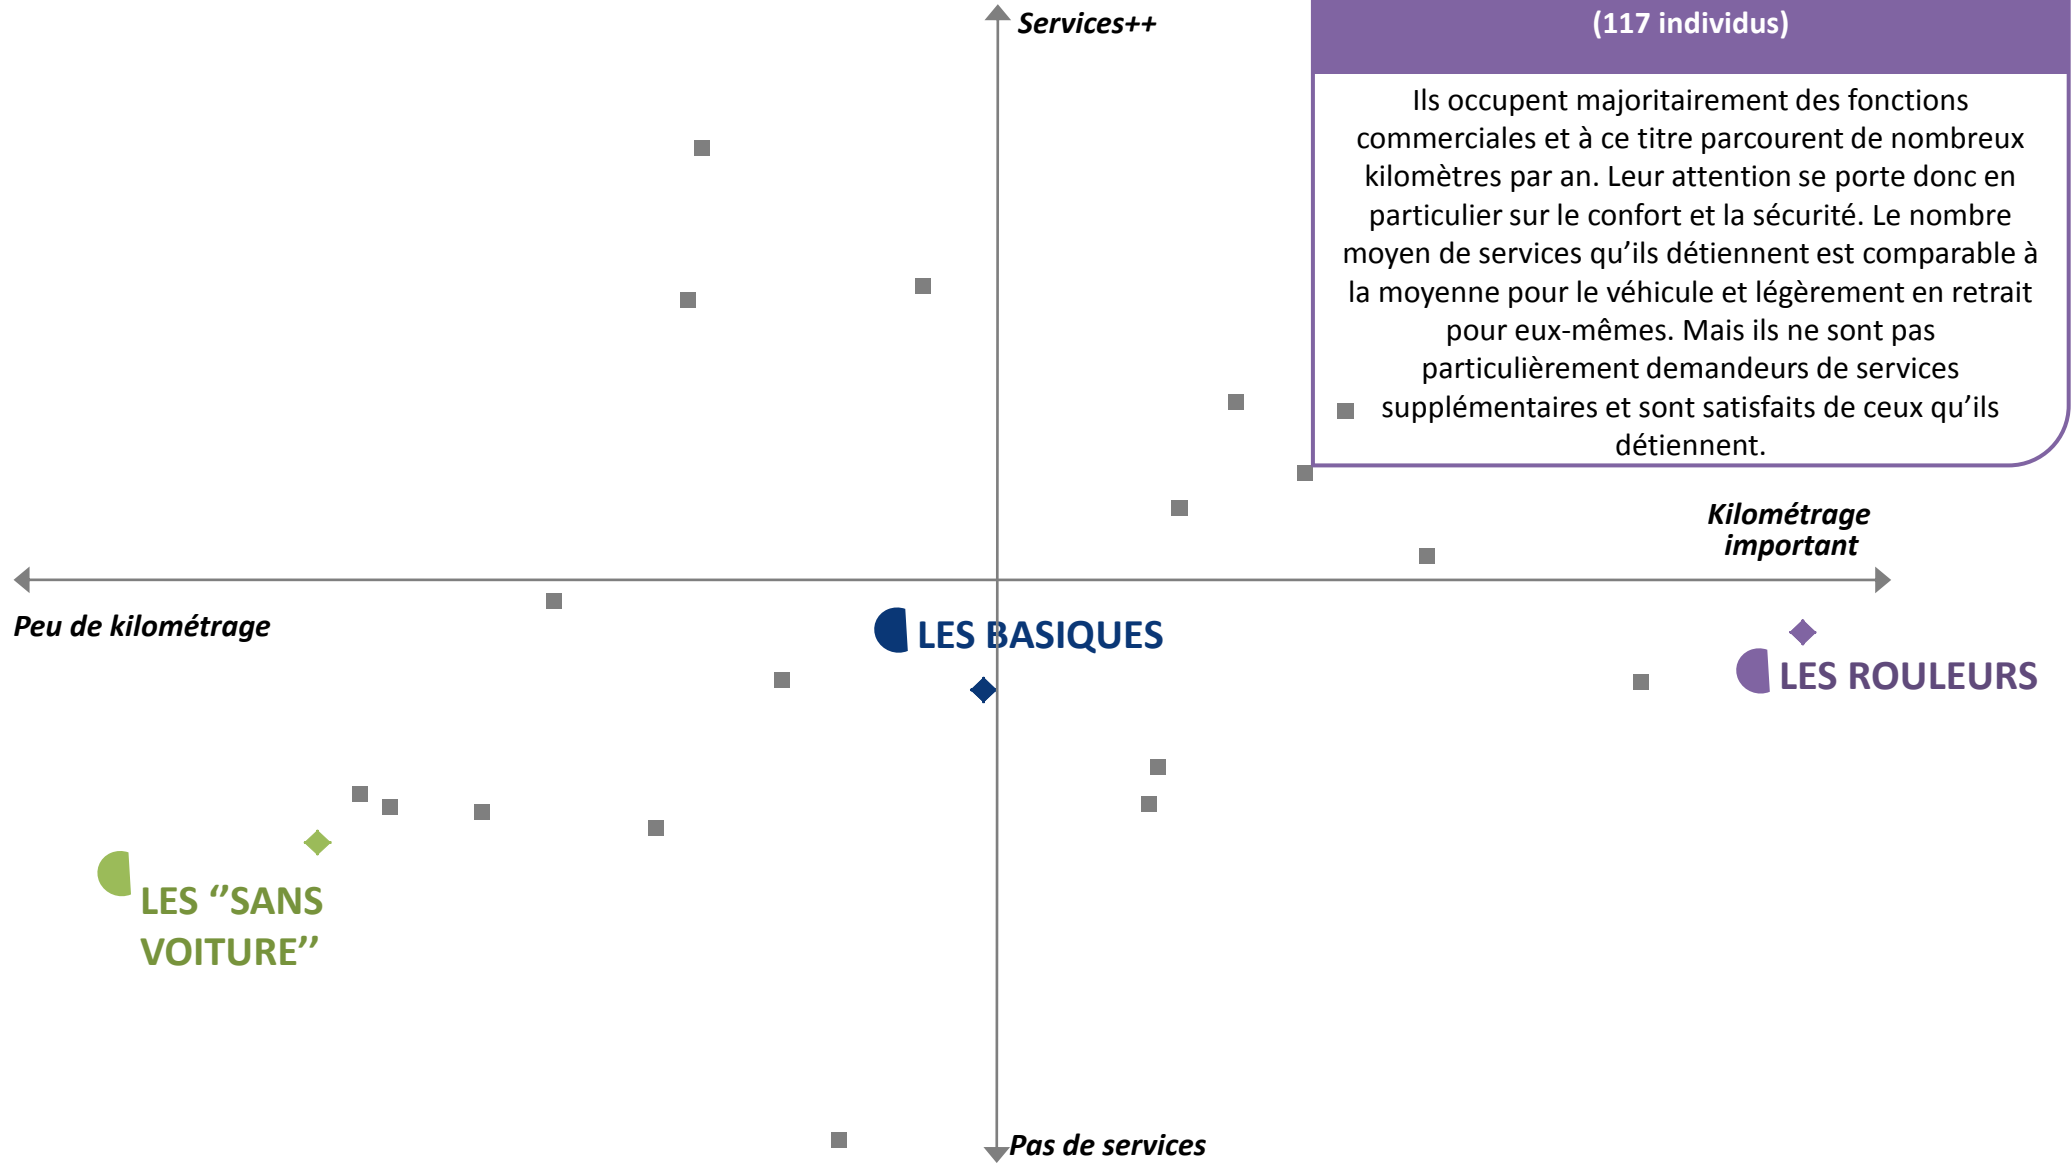 Services++
(117 individus)
Ils occupent majoritairement des fonctions
commerciales et à ce titre parcourent de nombreux
kilomètres par an. Leur attention se porte donc en
particulier sur le confort et la sécurité. Le nombre
moyen de services qu’ils détiennent est comparable à
la moyenne pour le véhicule et légèrement en retrait
pour eux-mêmes. Mais ils ne sont pas
particulièrement demandeurs de services
supplémentaires et sont satisfaits de ceux qu’ils
détiennent.
Kilométrage
important
Peu de kilométrage
LES BASIQUES
LES ROULEURS
LES ‘’SANS
VOITURE’’
Pas de services